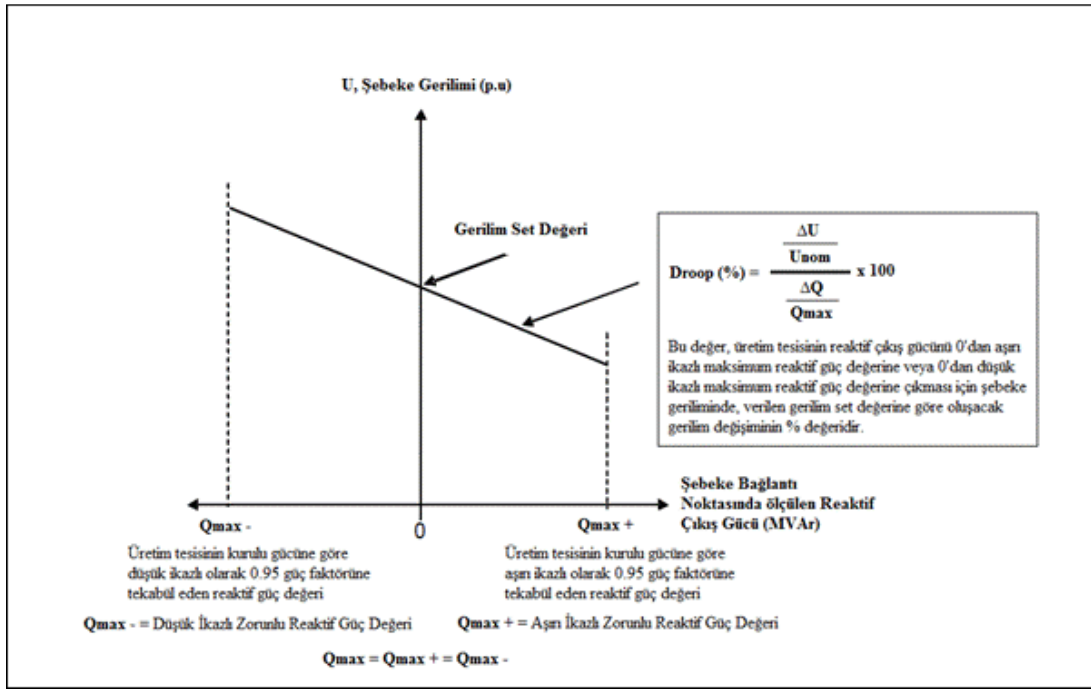 U, Şebeke Gerilimi (p.u)
Gerilim Set Değeri
Droop (%) =
ΔU
Unom
ΔQ
Qmax
x 100
Bu değer, üretim tesisinin reaktif çıkış gücünü 0'dan aşırı
ikazlı maksimum reaktif güç değerine veya 0'dan düşük
ikazlı maksimum reaktif güç değerine çıkması için şebeke
geriliminde, verilen gerilim set değerine göre oluşacak
gerilim değişiminin % değeridir.
Şebeke Bağlantı
Noktasında ölçülen Reaktif
Çıkış Gücü (MVAr)
Qmax -
0
Qmax +
Üretim tesisinin kurulu gücüne göre
düşük ikazlı olarak 0.95 güç faktörüne
tekabül eden reaktif güç değeri
Üretim tesisinin kurulu gücüne göre
aşırı ikazlı olarak 0.95 güç faktörüne
tekabül eden reaktif güç değeri
Qmax - = Düşük İkazlı Zorunlu Reaktif Güç Değeri
Qmax + = Aşırı İkazlı Zorunlu Reaktif Güç Değeri
Qmax = Qmax + = Qmax -